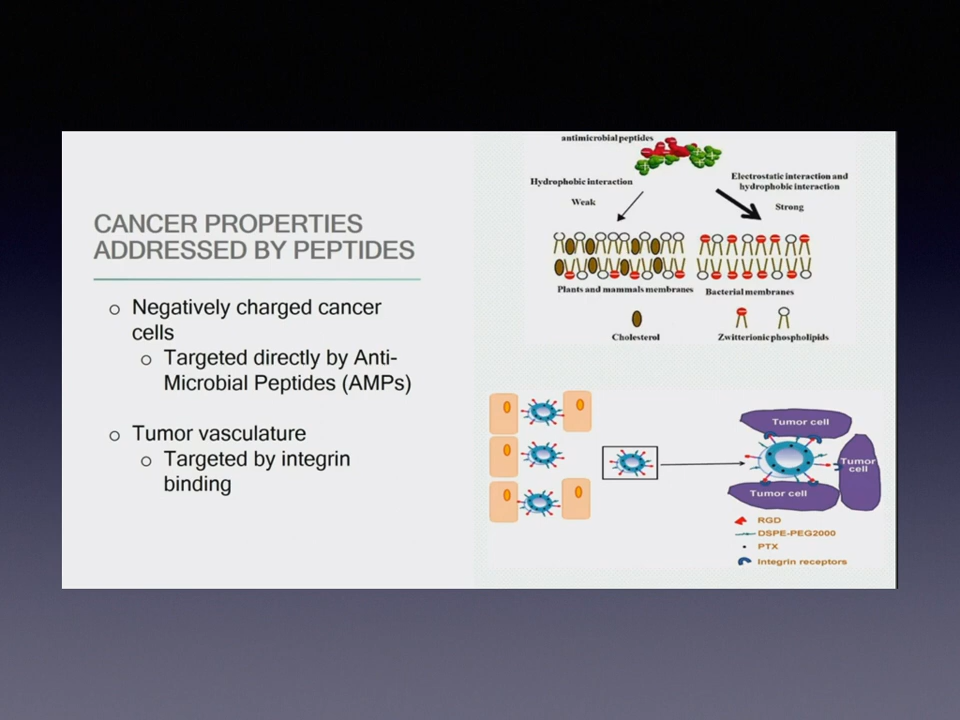 CANCER PROPERTIES
ADDRESSED BY PEPTIDES
o Negatively charged cancer
cells
o Targeted directly by Anti-
Microbial Peptides (AMPs)
o Tumor vasculature
o Targeted by integrin
binding
antimicrobial peptides
Hydrophobic interaction
Weak
Electrostatic interaction and
hydrophobic interaction
Strong
Plants and mammals membranes
Bacterial membranes
Cholesterol
Zwitterionic phospholipids
Tumor cell
Tumor
cell
Tumor cell
RGD
DSPE-PEG2000
PTX
Integrin receptors